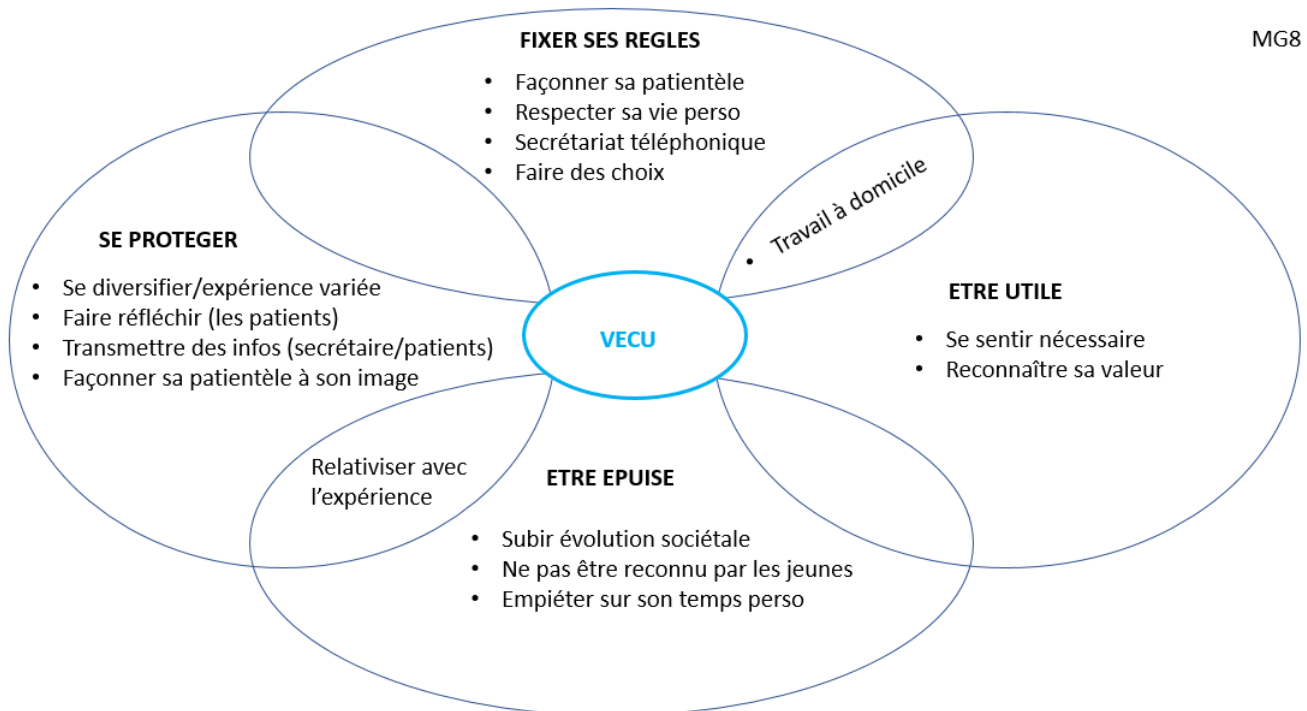 MG8
FIXER SES REGLES
• Façonner sa patientèle
• Respecter sa vie perso
• Secrétariat téléphonique
• Faire des choix
• Travail à domicile
SE PROTEGER
• Se diversifier/expérience variée
• Faire réfléchir (les patients)
• Transmettre des infos (secrétaire/patients)
• Façonner sa patientèle à son image
VECU
ETRE UTILE
• Se sentir nécessaire
• Reconnaître sa valeur
Relativiser avec
l’expérience
ETRE EPUISE
• Subir évolution sociétale
• Ne pas être reconnu par les jeunes
• Empiéter sur son temps perso